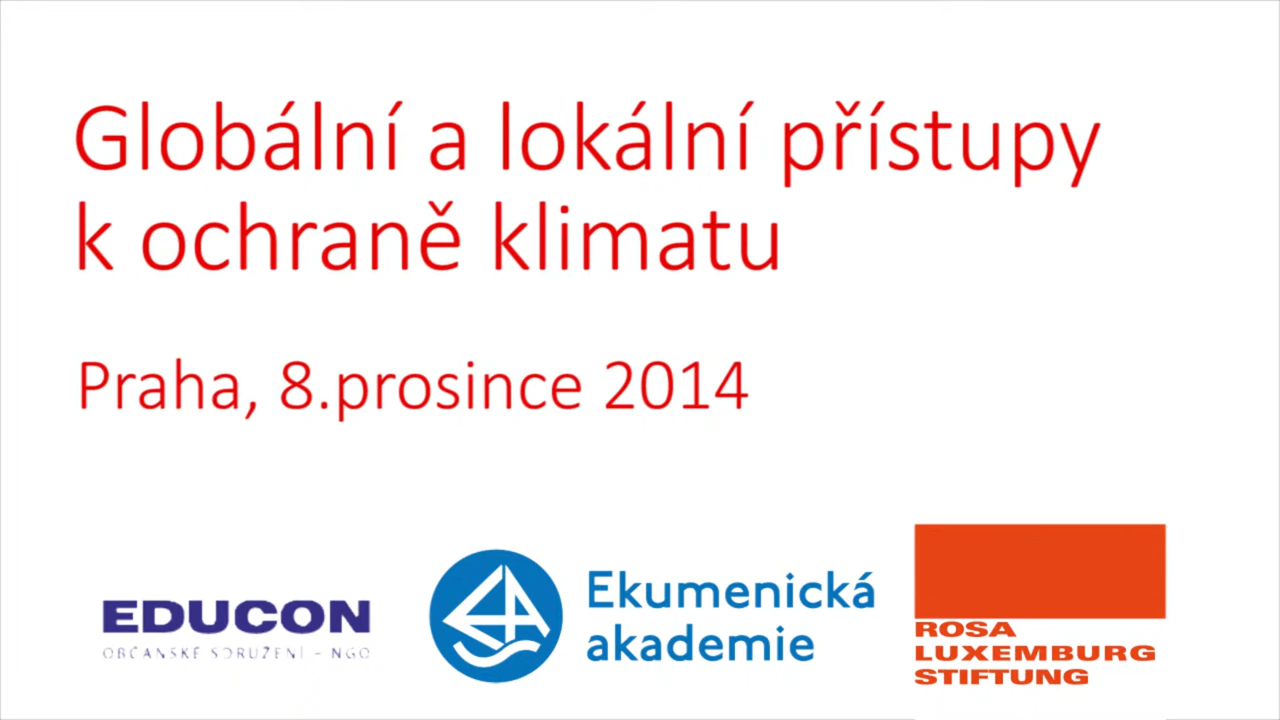 Globální a lokální přístupy
k ochraně klimatu
Praha, 8.prosince 2014
EDUCON
OBČANSKÉ SDRUŽENÍ - NGO
Ekumenická
akademie
ROSA
LUXEMBURG
STIFTUNG